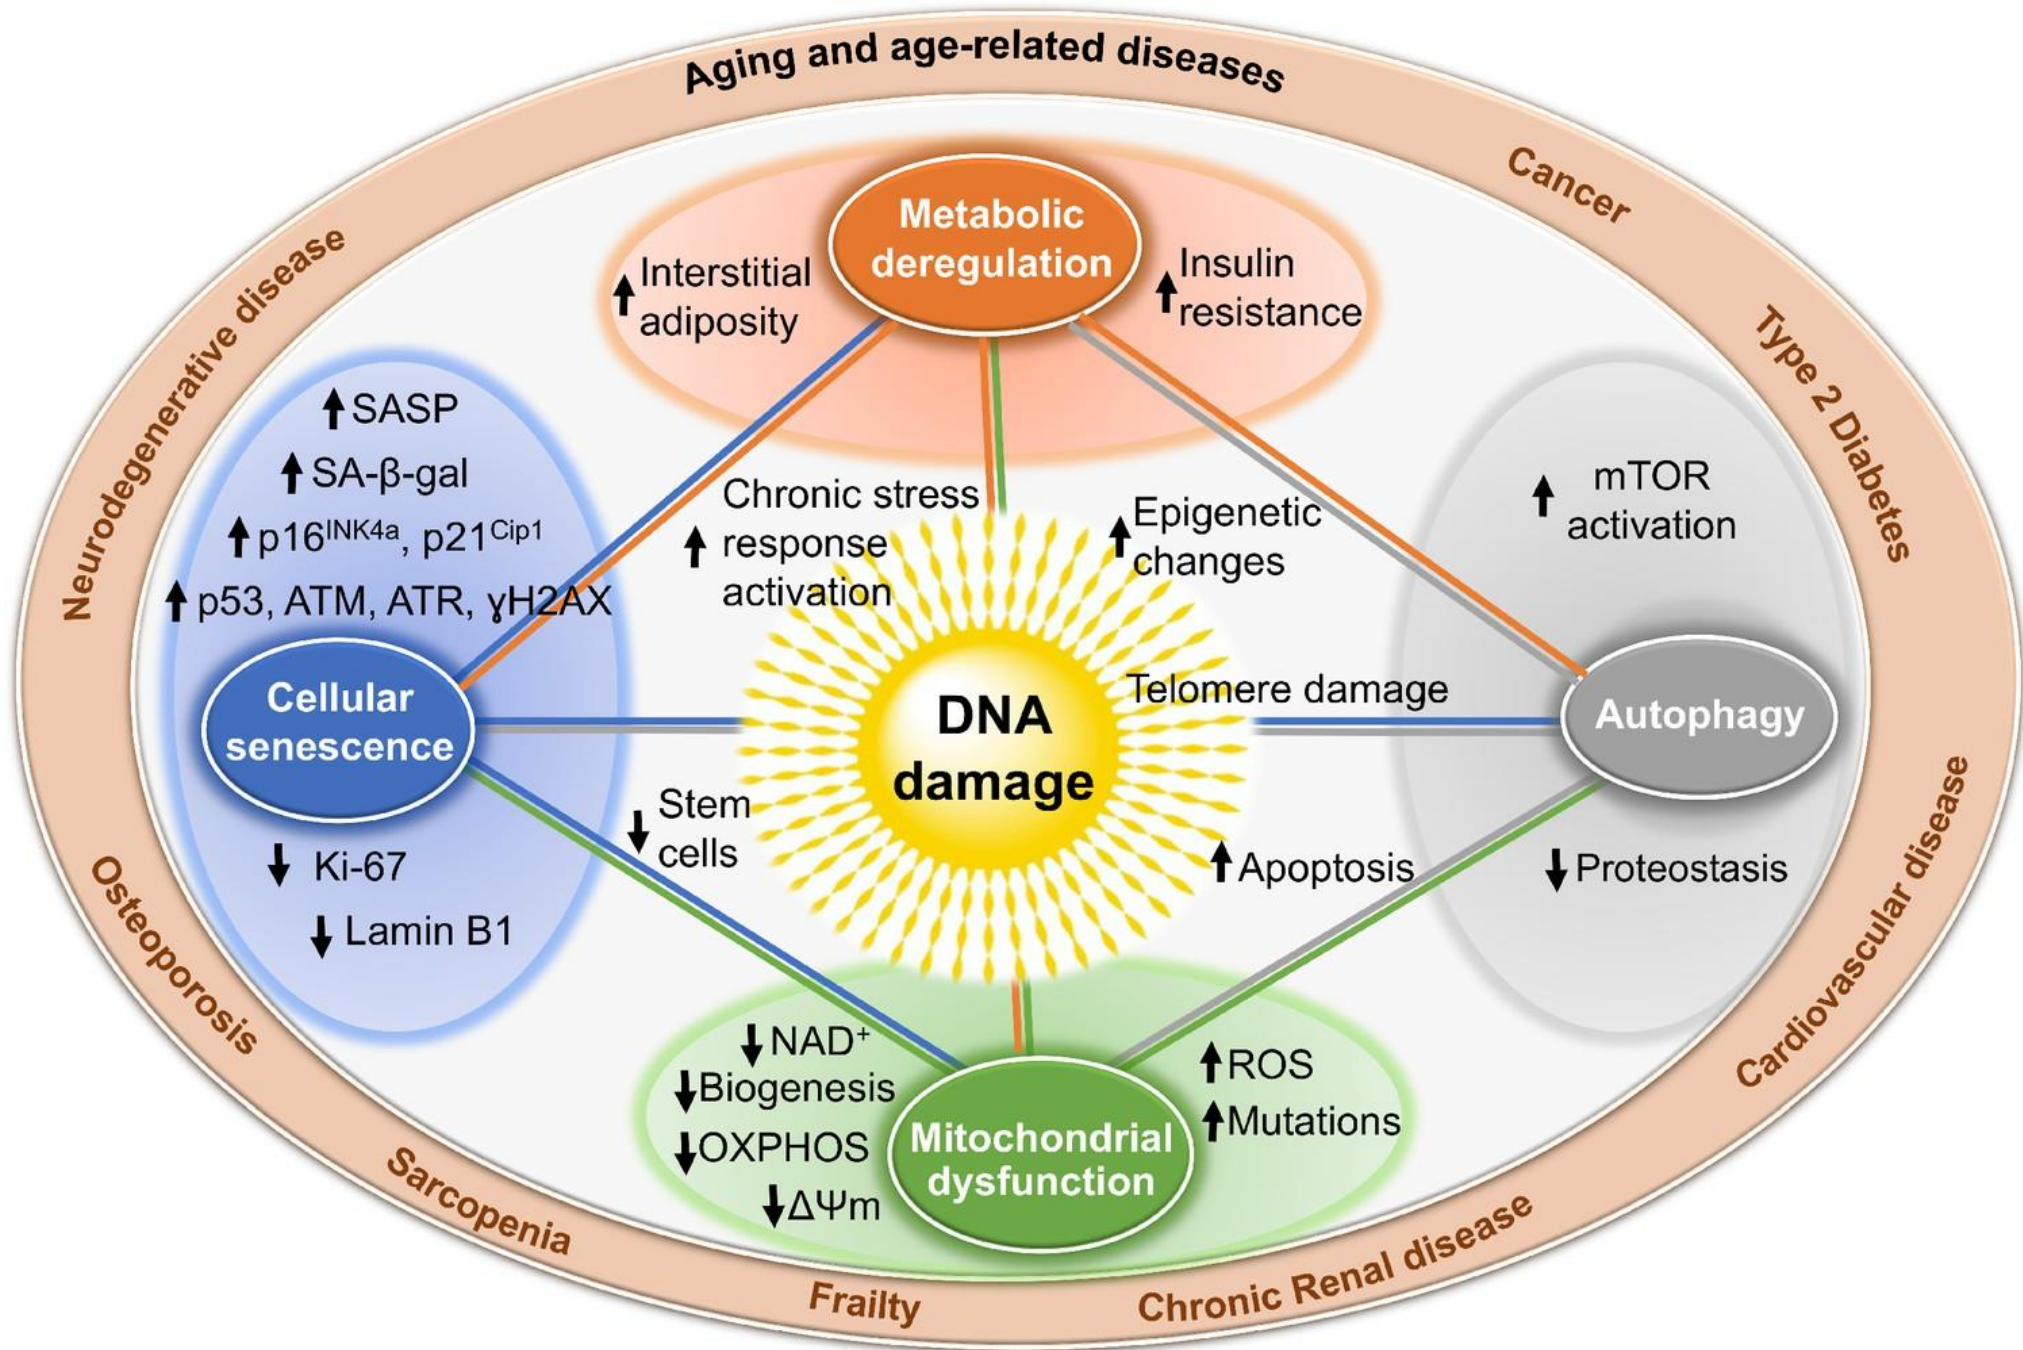 Aging and age-related diseases
Cancer
Type 2 Diabetes
Cardiovascular disease
Chronic Renal disease
Frailty
Sarcopenia
Osteoporosis
Neurodegenerative disease
Metabolic
deregulation
Interstitial
adiposity
Insulin
resistance
SASP
SA-β-gal
p16INK4a, p21Cip1
p53, ATM, ATR, ɣH2AX
Cellular
senescence
Ki-67
Lamin B1
Chronic stress
response
activation
Epigenetic
changes
Telomere damage
DNA
damage
Stem
cells
Apoptosis
mTOR
activation
Autophagy
Proteostasis
NAD+
Biogenesis
OXPHOS
ΔΨm
Mitochondrial
dysfunction
ROS
Mutations